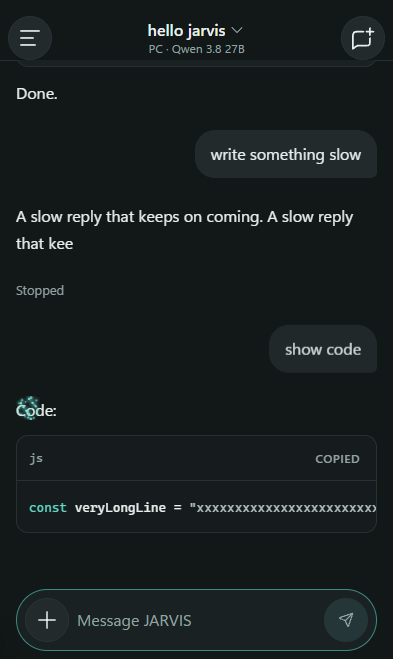 hello jarvis
PC · Qwen 3.8 27B
Done.
write something slow
A slow reply that keeps on coming. A slow reply
that kee
Stopped
show code
Code:
js
COPIED
const veryLongLine = "xxxxxxxxxxxxxxxxxxxxxxxx
Message JARVIS